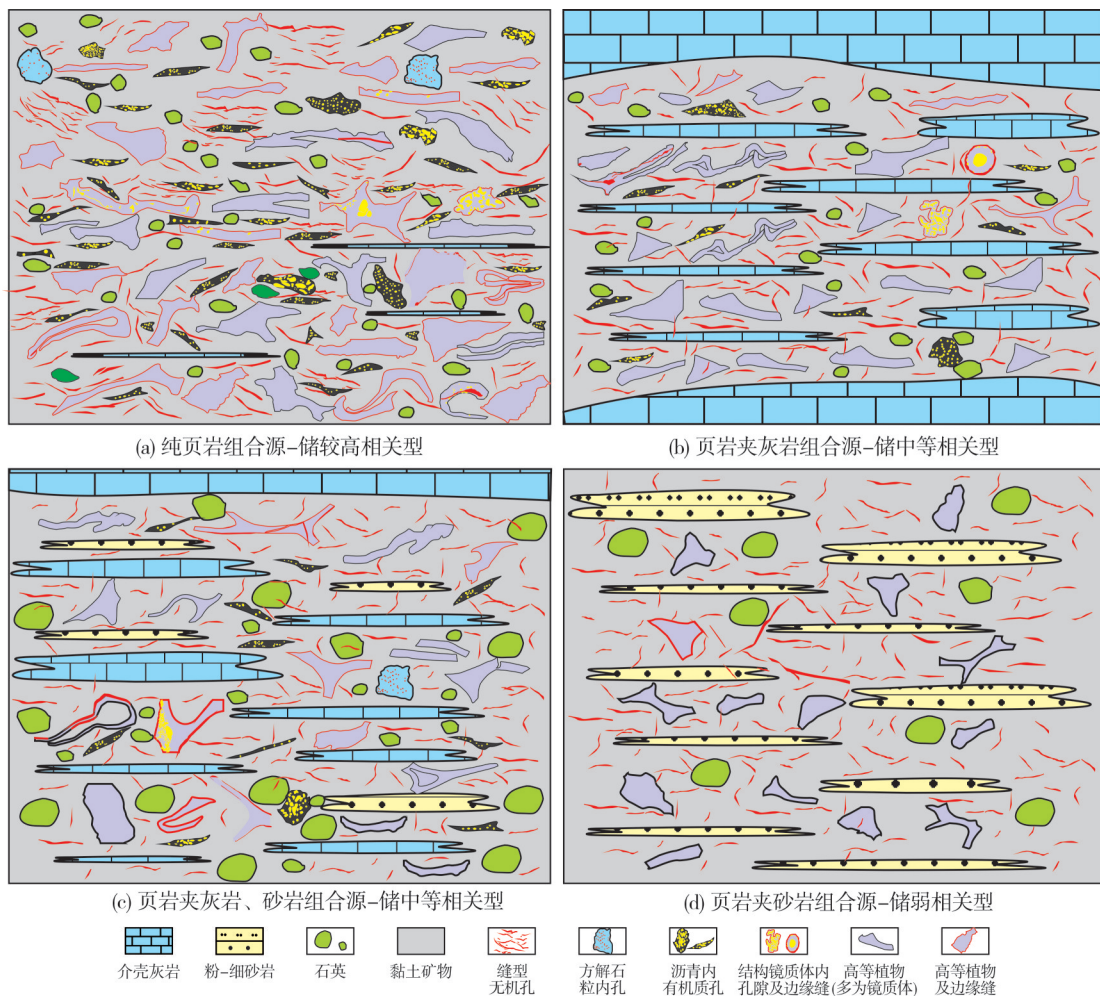 (a) 纯页岩组合源-储较高相关型
(b) 页岩夹灰岩组合源-储中等相关型
(c) 页岩夹灰岩、砂岩组合源-储中等相关型
(d) 页岩夹砂岩组合源-储弱相关型
介壳灰岩
粉-细砂岩
石英
黏土矿物
缝型
无机孔
方解石
粒内孔
沥青内
有机质孔
结构镜质体内
孔隙及边缘缝
高等植物
(多为镜质体)
高等植物
及边缘缝